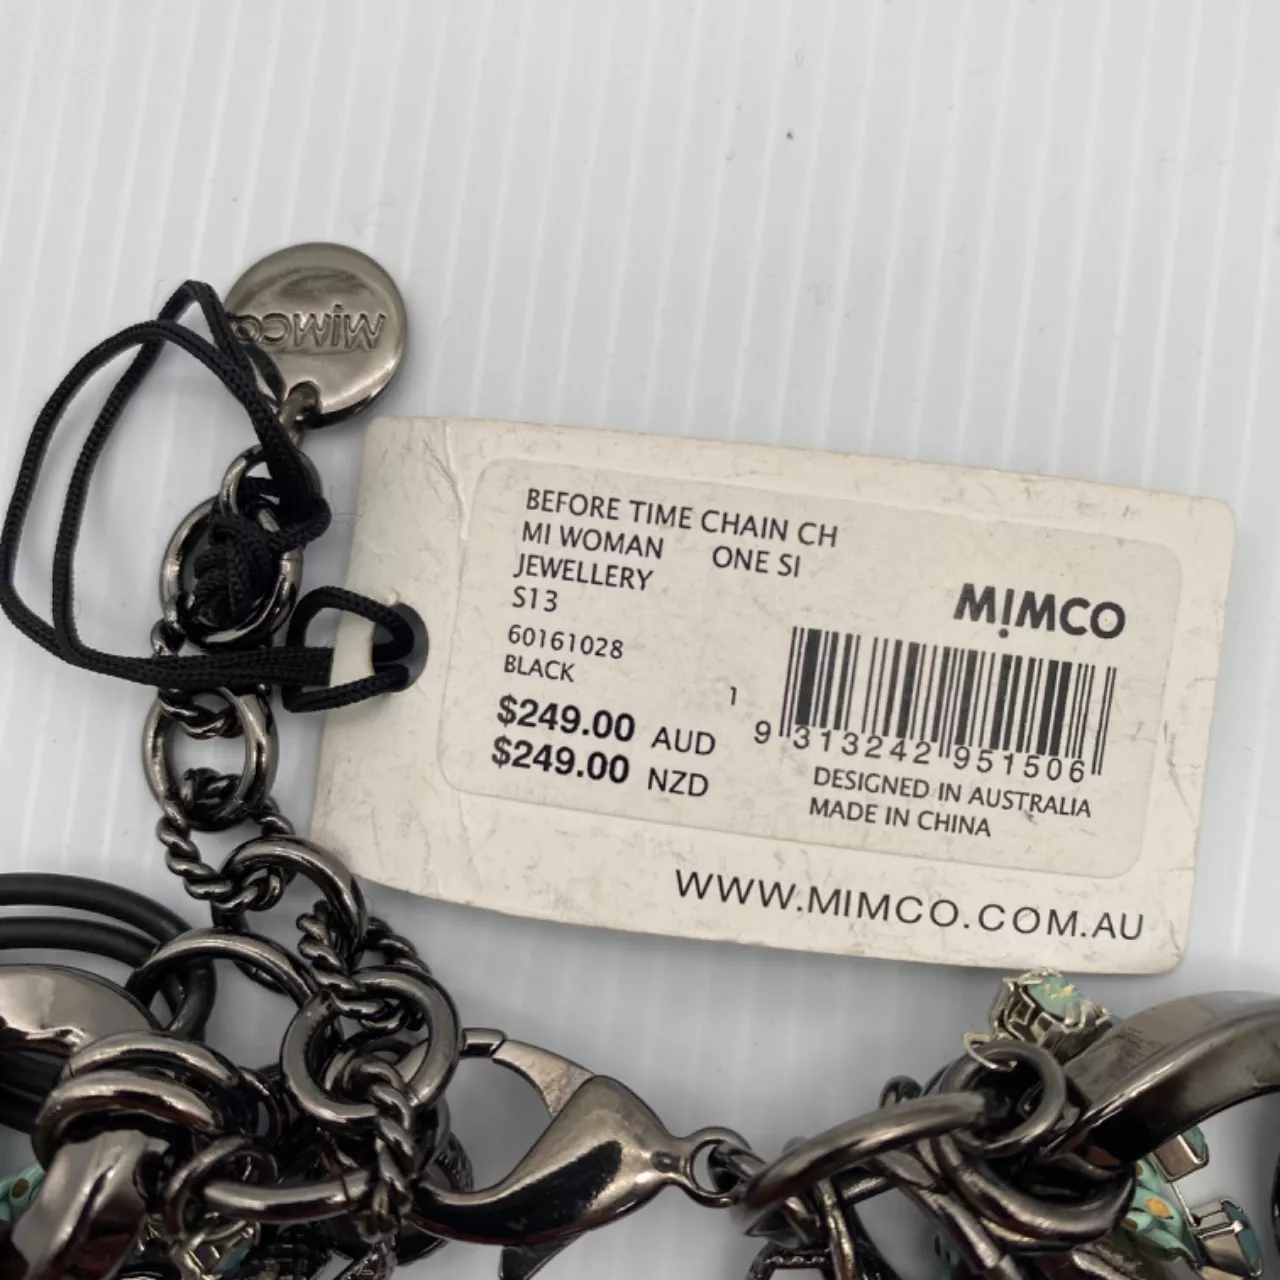 MIMCO
BEFORE TIME CHAIN CH
MI WOMAN ONE SI
JEWELLERY
S13
60161028
BLACK
$249.00 AUD
$249.00 NZD
MIMCO
1
9 313242 951506
DESIGNED IN AUSTRALIA
MADE IN CHINA
WWW.MIMCO.COM.AU